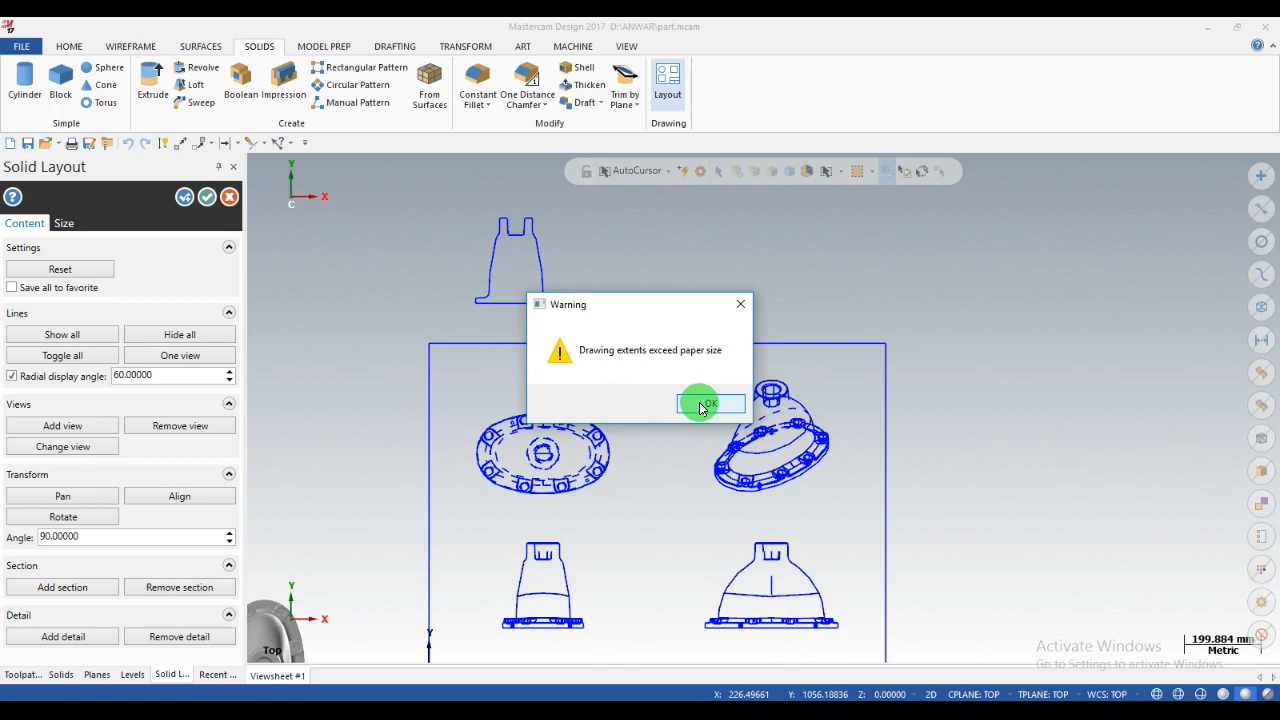 17
Mastercam Design 2017 D:\ANWAR\part.mcam
FILE HOME WIREFRAME SURFACES SOLIDS MODEL PREP DRAFTING TRANSFORM ART MACHINE VIEW
Cylinder
Block
Sphere
Cone
Torus
Simple
Extrude
Revolve
Loft
Sweep
Boolean
Impression
Rectangular Pattern
Circular Pattern
Manual Pattern
From
Surfaces
Create
Constant
Fillet
One Distance
Chamfer
Shell
Thicken
Draft
Trim by
Plane
Modify
Layout
Drawing
Solid Layout
Content Size
Settings
Reset
Save all to favorite
Lines
Show all Hide all
Toggle all One view
Radial display angle: 60.00000
Views
Add view Remove view
Change view
Transform
Pan Align
Rotate
Angle: 90.00000
Section
Add section Remove section
Detail
Add detail Remove detail
Toolpat... Solids Planes Levels Solid L... Recent ...
AutoCursor
Y
X
C
Warning
Drawing extents exceed paper size
OK
Y
X
Top
Y
Activate Windows
Go to Settings to activate Windows.
199.884 mm
Metric
Viewsheet #1
X: 226.49661 Y: 1056.18836 Z: 0.00000 2D CPLANE: TOP TPLANE: TOP WCS: TOP